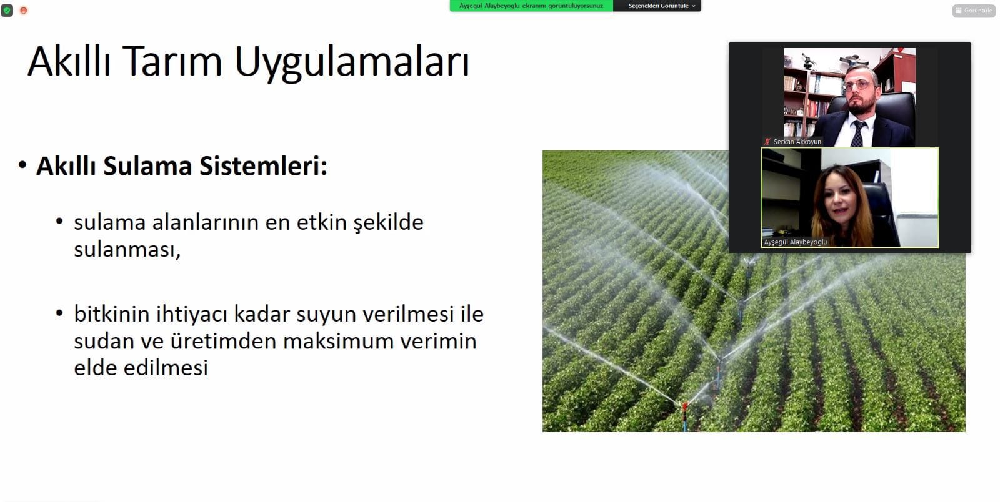 Ayşegül Alaybeyoglu ekranını görüntülüyorsunuz
Seçenekleri Görüntüle
Görüntüle
Akıllı Tarım Uygulamaları
• Akıllı Sulama Sistemleri:
• sulama alanlarının en etkin şekilde
sulanması,
• bitkinin ihtiyacı kadar suyun verilmesi ile
sudan ve üretimden maksimum verimin
elde edilmesi
Serkan Akkoyun
Ayşegül Alaybeyoglu